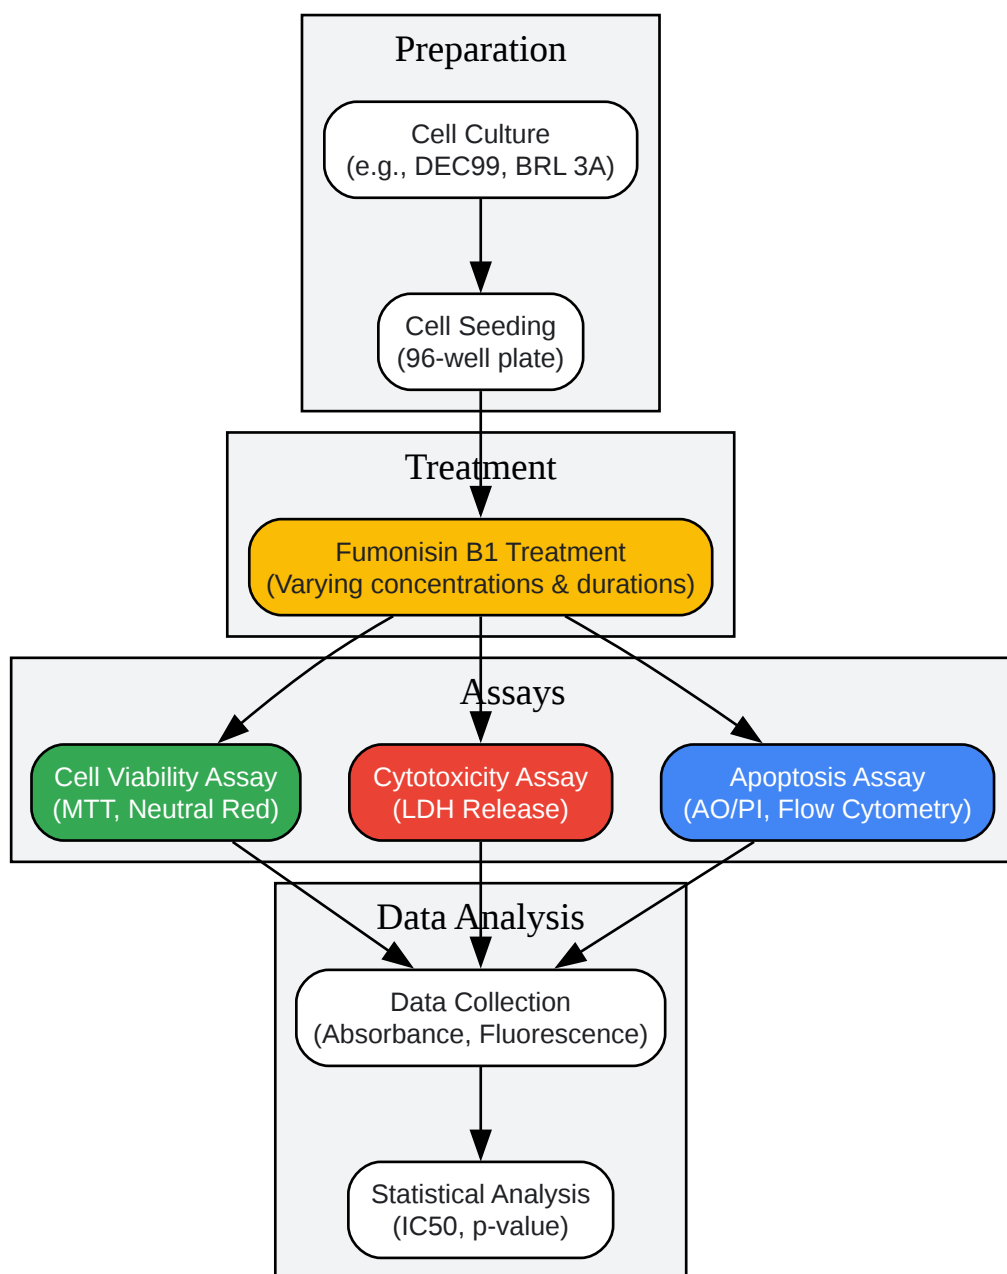 Preparation
Cell Culture
(e.g., DEC99, BRL 3A)
Cell Seeding
(96-well plate)
Treatment
Fumonisin B1 Treatment
(Varying concentrations & durations)
Assays
Cell Viability Assay
(MTT, Neutral Red)
Cytotoxicity Assay
(LDH Release)
Apoptosis Assay
(AO/PI, Flow Cytometry)
Data Analysis
Data Collection
(Absorbance, Fluorescence)
Statistical Analysis
(IC50, p-value)